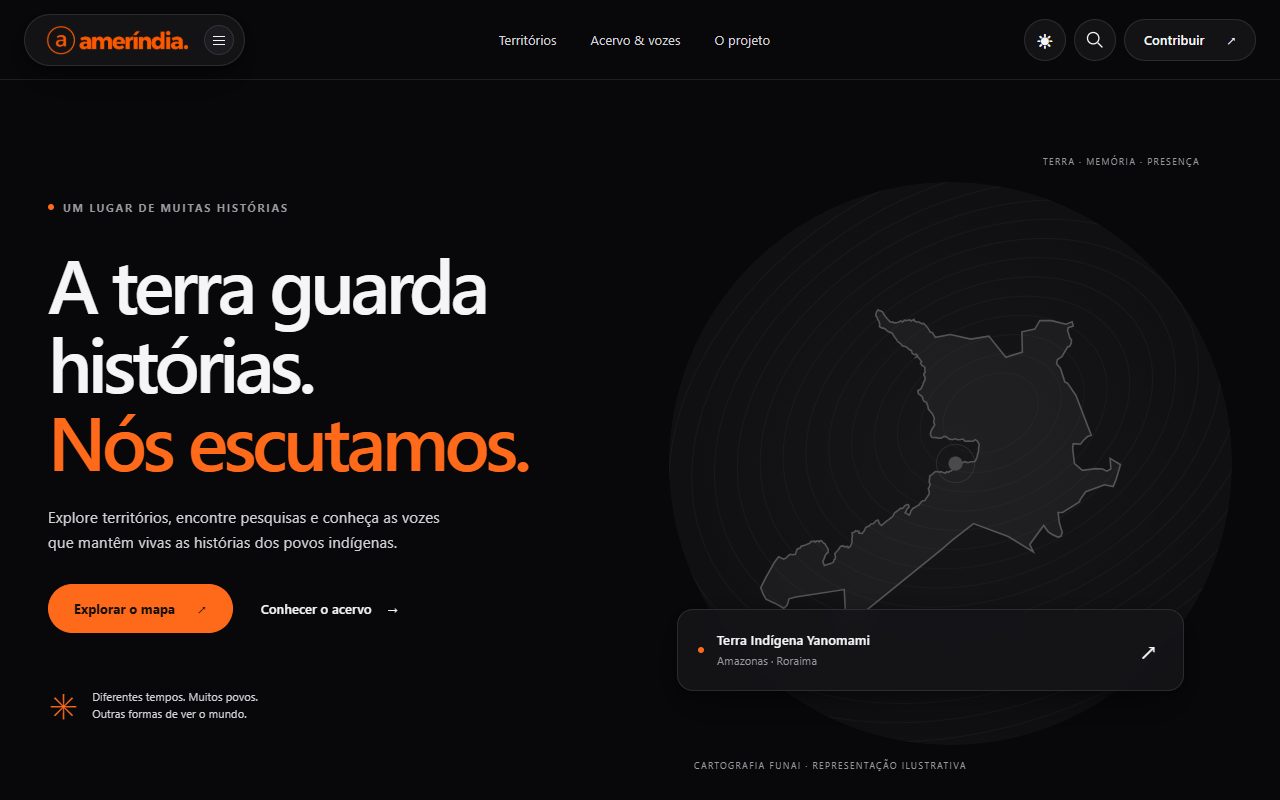 a ameríndia.
Territórios
Acervo & vozes
O projeto
Contribuir ↗
TERRA · MEMÓRIA · PRESENÇA
UM LUGAR DE MUITAS HISTÓRIAS
A terra guarda
histórias.
Nós escutamos.
Explore territórios, encontre pesquisas e conheça as vozes
que mantêm vivas as histórias dos povos indígenas.
Explorar o mapa ↗
Conhecer o acervo →
Terra Indígena Yanomami
Amazonas · Roraima
↗
Diferentes tempos. Muitos povos.
Outras formas de ver o mundo.
CARTOGRAFIA FUNAI · REPRESENTAÇÃO ILUSTRATIVA